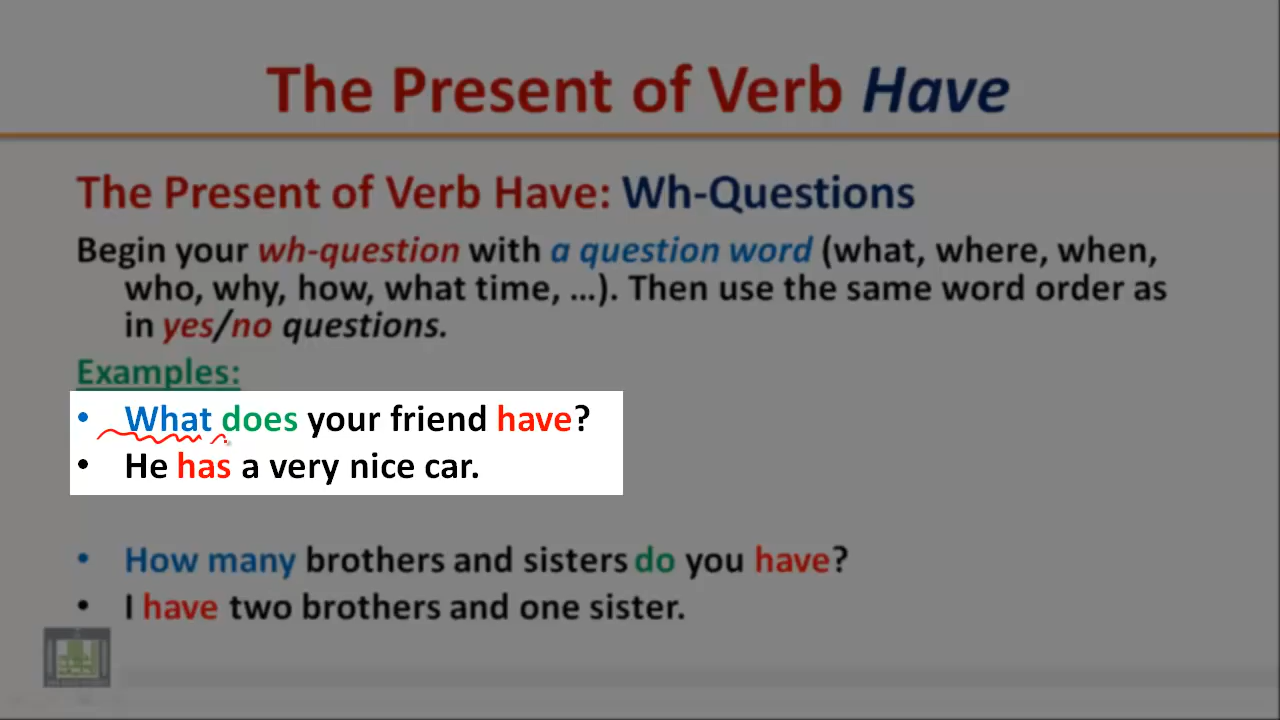 The Present of Verb Have
The Present of Verb Have: Wh-Questions
Begin your wh-question with a question word (what, where, when,
who, why, how, what time, ...). Then use the same word order as
in yes/no questions.
Examples:
• What does your friend have?
• He has a very nice car.
• How many brothers and sisters do you have?
• I have two brothers and one sister.